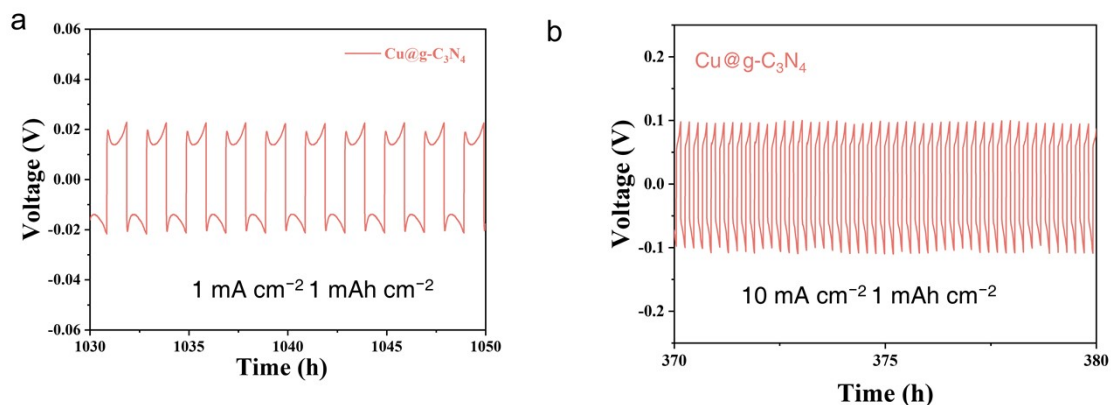 a
Cu@g-C₃N₄
Voltage (V)
0.06
0.04
0.02
0.00
-0.02
-0.04
-0.06
1 mA cm⁻² 1 mAh cm⁻²
1030 1035 1040 1045 1050
Time (h)
b
Cu@g-C₃N₄
Voltage (V)
0.2
0.1
0.0
-0.1
-0.2
10 mA cm⁻² 1 mAh cm⁻²
370 375 380
Time (h)